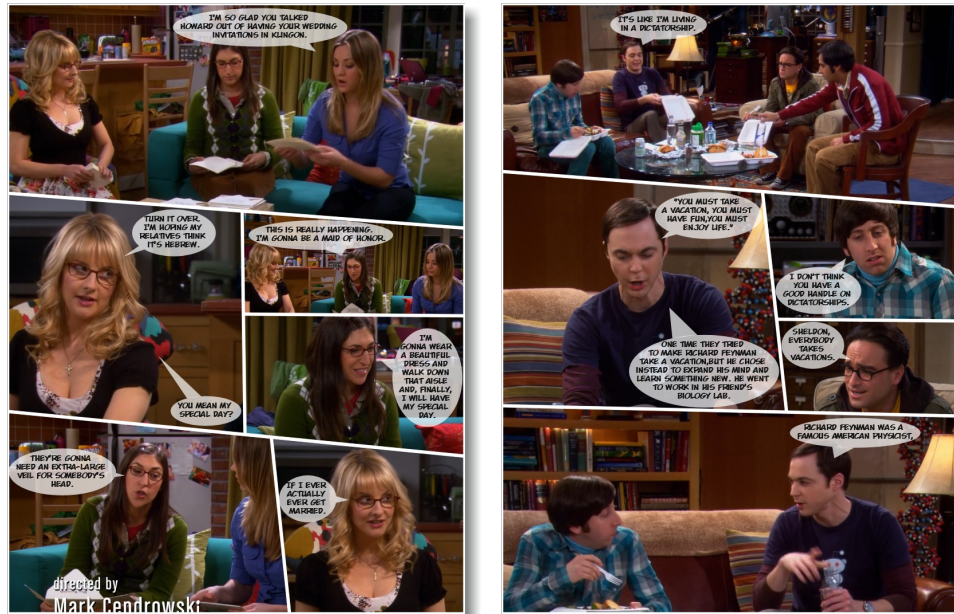 I'M SO GLAD YOU TALKED
HOWARD OUT OF HAVING YOUR WEDDING
INVITATIONS IN KLINGON.
TURN IT OVER.
I'M HOPING MY
RELATIVES THINK
IT'S HEBREW.
YOU MEAN MY
SPECIAL DAY?
THIS IS REALLY HAPPENING.
I'M GONNA BE A MAID OF HONOR.
I'M
GONNA WEAR
A BEAUTIFUL
DRESS AND
WALK DOWN
THAT AISLE
AND, FINALLY,
I WILL HAVE
MY SPECIAL
DAY.
THEY'RE GONNA
NEED AN EXTRA-LARGE
VEIL FOR SOMEBODY'S
HEAD.
directed by
Mark Cendrowski
IF I EVER
ACTUALLY
EVER GET
MARRIED.
IT'S LIKE I'M LIVING
IN A DICTATORSHIP.
"YOU MUST TAKE
A VACATION, YOU MUST
HAVE FUN,YOU MUST
ENJOY LIFE."
ONE TIME THEY TRIED
TO MAKE RICHARD FEYNMAN
TAKE A VACATION,BUT HE CHOSE
INSTEAD TO EXPAND HIS MIND AND
LEARN SOMETHING NEW. HE WENT
TO WORK IN HIS FRIEND'S
BIOLOGY LAB.
I DON'T THINK
YOU HAVE A
GOOD HANDLE ON
DICTATORSHIPS.
SHELDON,
EVERYBODY
TAKES
VACATIONS.
RICHARD FEYNMAN WAS A
FAMOUS AMERICAN PHYSICIST,